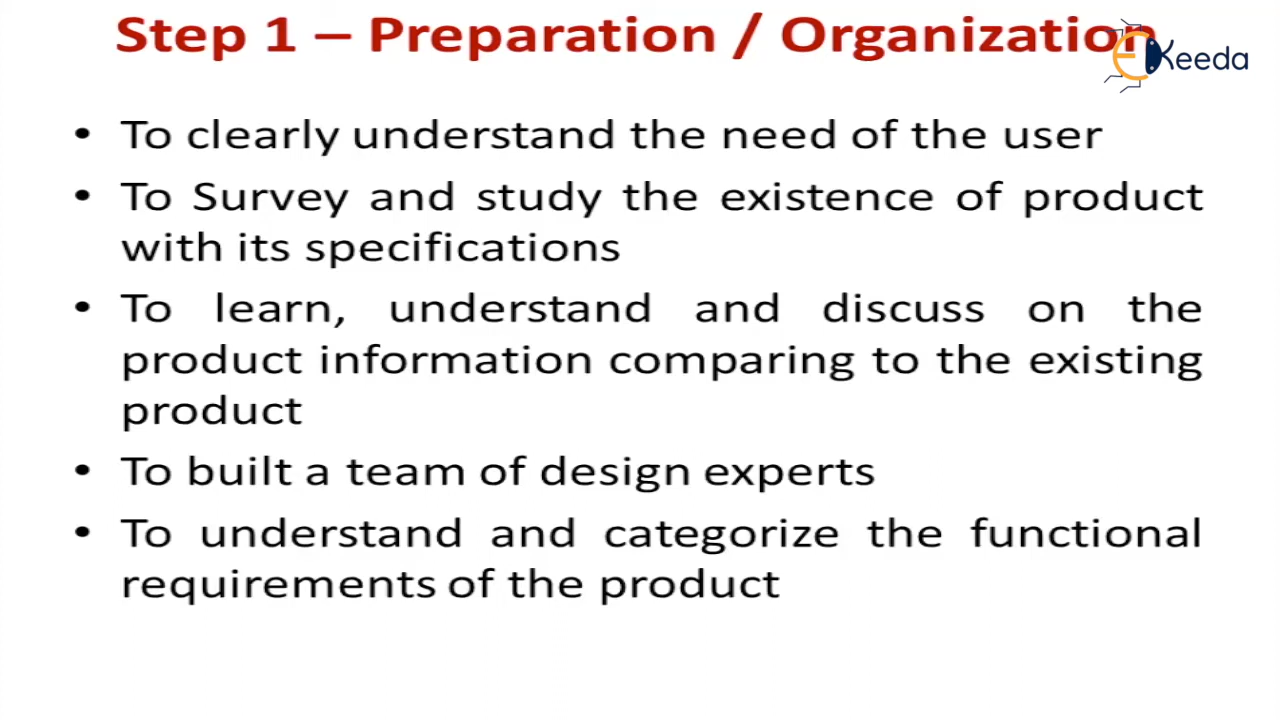 Step 1 – Preparation / Organization
EKeeda
• To clearly understand the need of the user
• To Survey and study the existence of product
with its specifications
• To learn, understand and discuss on the
product information comparing to the existing
product
• To built a team of design experts
• To understand and categorize the functional
requirements of the product